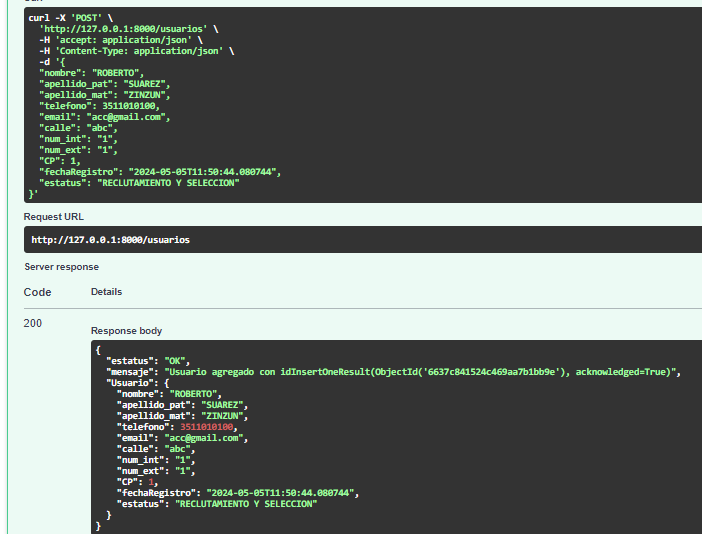 curl -X 'POST' \
'http://127.0.0.1:8000/usuarios' \
-H 'accept: application/json' \
-H 'Content-Type: application/json' \
-d '{
"nombre": "ROBERTO",
"apellido_pat": "SUAREZ",
"apellido_mat": "ZINZUN",
"telefono": 3511010100,
"email": "acc@gmail.com",
"calle": "abc",
"num_int": "1",
"num_ext": "1",
"CP": 1,
"fechaRegistro": "2024-05-05T11:50:44.080744",
"estatus": "RECLUTAMIENTO Y SELECCION"
}'
Request URL
http://127.0.0.1:8000/usuarios
Server response
Code Details
200
Response body
{
"estatus": "OK",
"mensaje": "Usuario agregado con idInsertOneResult(ObjectId('6637c841524c469aa7b1bb9e'), acknowledged=True)",
"Usuario": {
"nombre": "ROBERTO",
"apellido_pat": "SUAREZ",
"apellido_mat": "ZINZUN",
"telefono": 3511010100,
"email": "acc@gmail.com",
"calle": "abc",
"num_int": "1",
"num_ext": "1",
"CP": 1,
"fechaRegistro": "2024-05-05T11:50:44.080744",
"estatus": "RECLUTAMIENTO Y SELECCION"
}
}